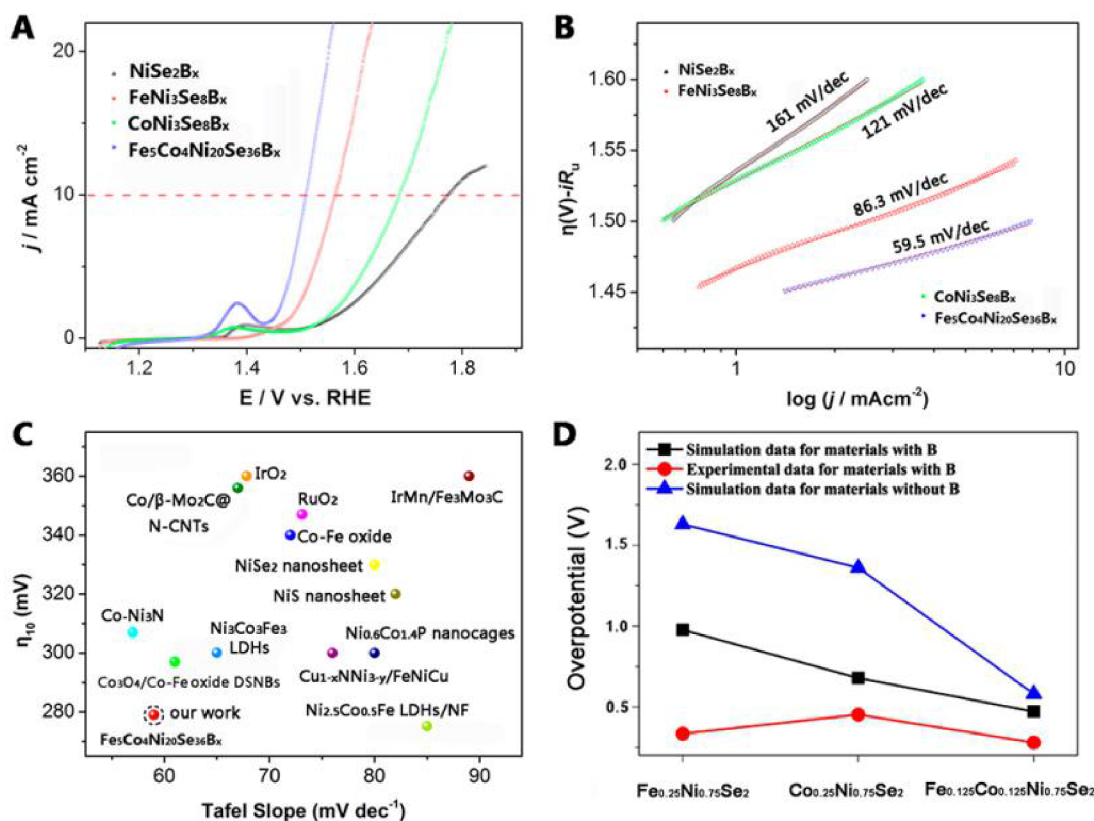 A
20
10
0
j / mA cm⁻²
NiSe₂Bₓ
FeNi₃Se₈Bₓ
CoNi₃Se₈Bₓ
Fe₅Co₄Ni₂₀Se₃₆Bₓ
1.2
1.4
1.6
1.8
E / V vs. RHE
B
1.60
1.55
1.50
1.45
η(V)-iRᵤ
NiSe₂Bₓ
FeNi₃Se₈Bₓ
161 mV/dec
121 mV/dec
86.3 mV/dec
59.5 mV/dec
CoNi₃Se₈Bₓ
Fe₅Co₄Ni₂₀Se₃₆Bₓ
1
10
log (j / mAcm⁻²)
C
360
340
320
300
280
η₁₀ (mV)
IrO₂
Co/β-Mo₂C@
N-CNTs
RuO₂
IrMn/Fe₃Mo₃C
Co-Fe oxide
NiSe₂ nanosheet
NiS nanosheet
Co-Ni₃N
Ni₃Co₃Fe₃
LDHs
Ni₀.₆Co₁.₄P nanocages
Co₃O₄/Co-Fe oxide DSNBs
Cu₁₋ₓNNi₃₋ᵧ/FeNiCu
our work
Fe₅Co₄Ni₂₀Se₃₆Bₓ
Ni₂.₅Co₀.₅Fe LDHs/NF
60
70
80
90
Tafel Slope (mV dec⁻¹)
D
2.0
1.5
1.0
0.5
Overpotential (V)
Simulation data for materials with B
Experimental data for materials with B
Simulation data for materials without B
Fe₀.₂₅Ni₀.₇₅Se₂
Co₀.₂₅Ni₀.₇₅Se₂
Fe₀.₁₂₅Co₀.₁₂₅Ni₀.₇₅Se₂